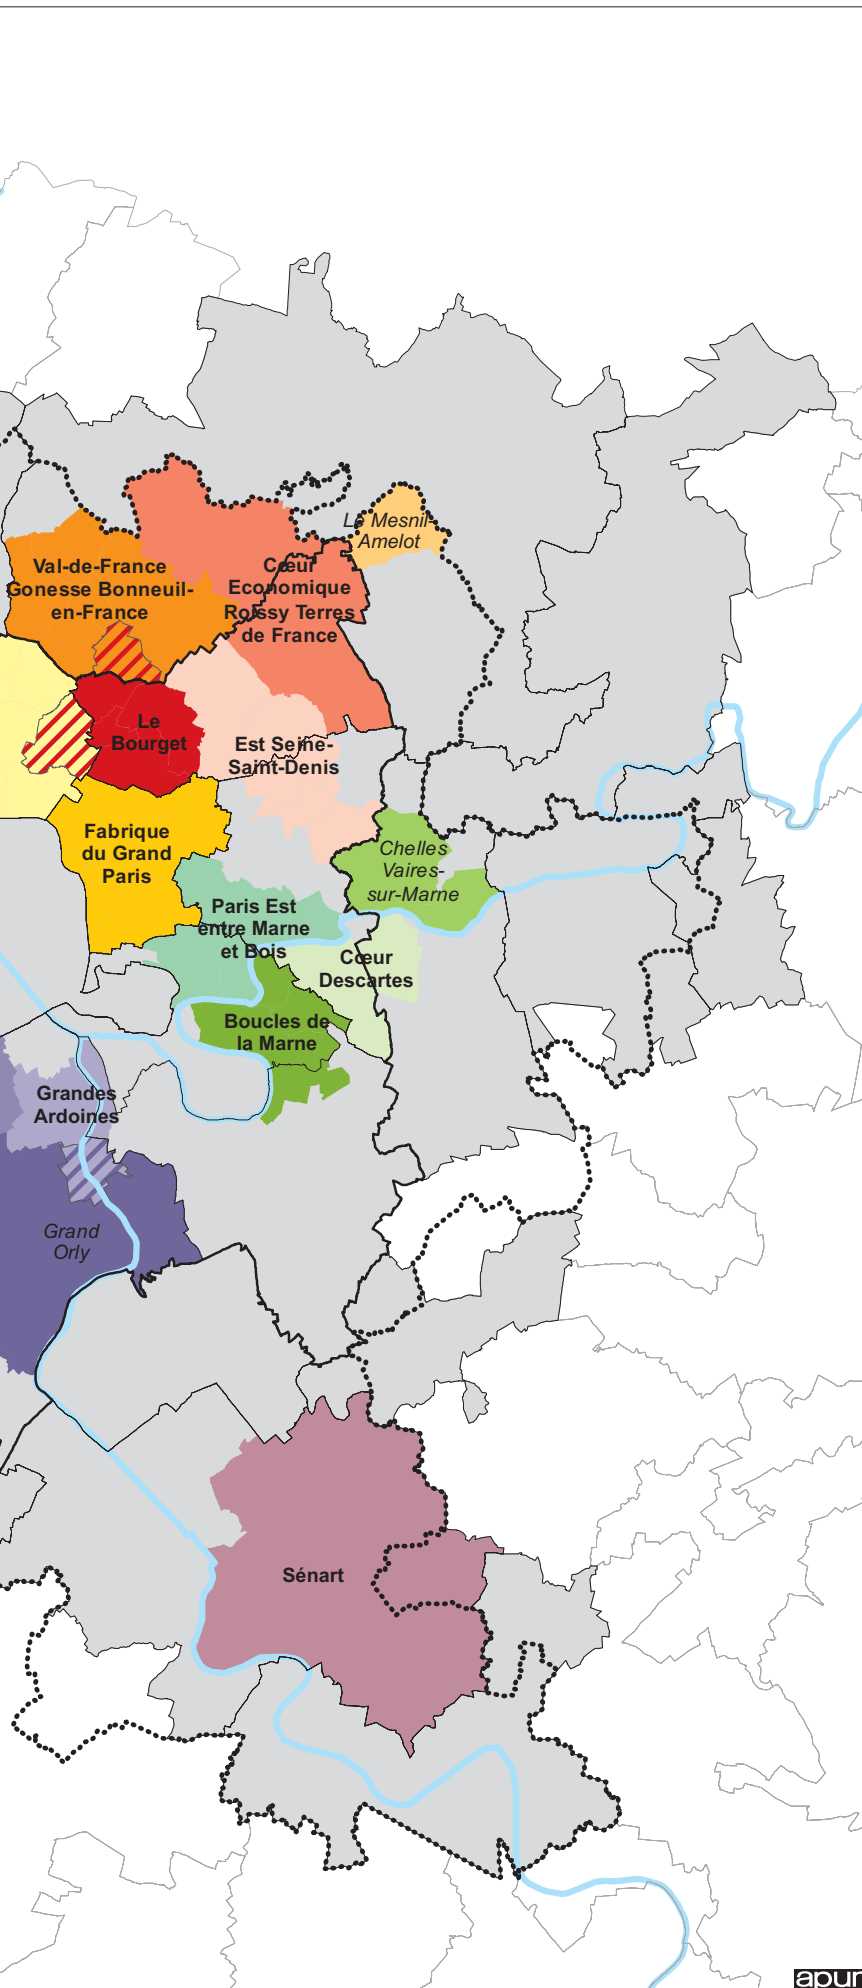 Le Mesnil-
Amelot
Val-de-France
Gonesse Bonneuil-
en-France
Cœur
Economique
Roissy Terres
de France
Le
Bourget
Est Seine-
Saint-Denis
Fabrique
du Grand
Paris
Chelles
Vaires-
sur-Marne
Paris Est
entre Marne
et Bois
Cœur
Descartes
Boucles de
la Marne
Grandes
Ardoines
Grand
Orly
Sénart
apur